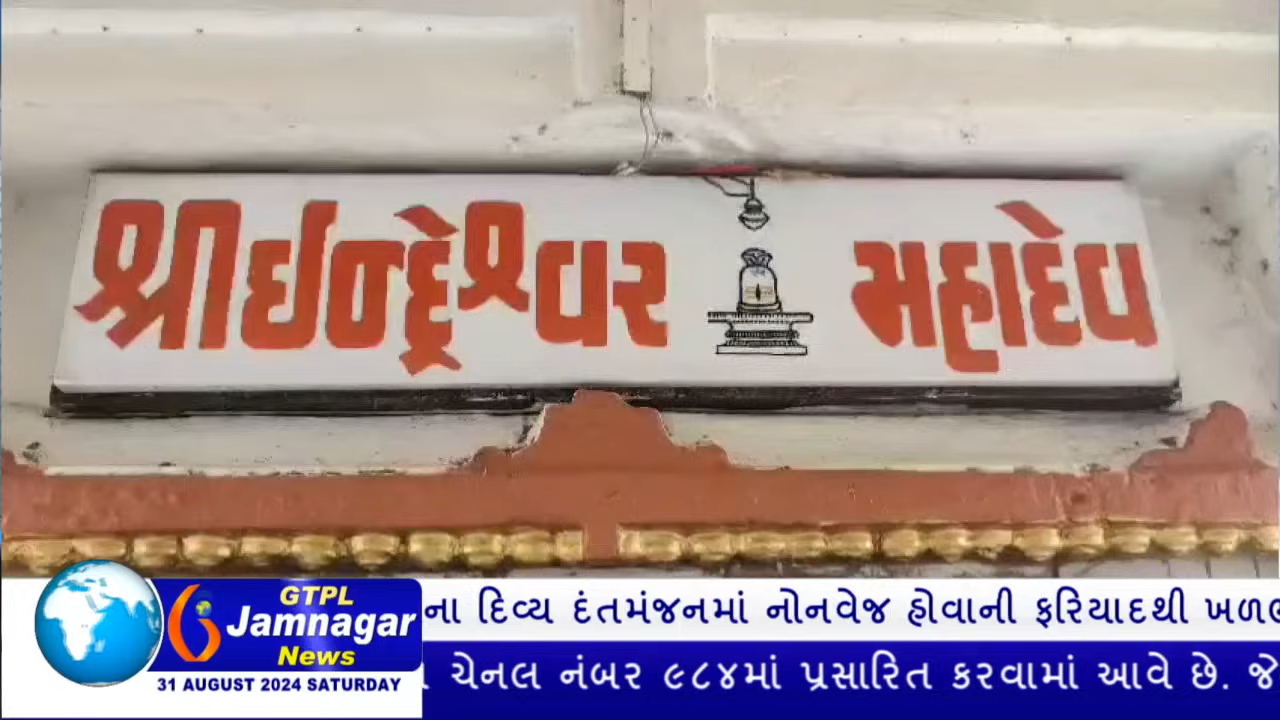 શ્રી ઇન્દ્રેશ્વર મહાદેવ
ના દિવ્ય દંતમંજનમાં નોનવેજ હોવાની ફરિયાદથી
GTPL
Jamnagar
News
ચેનલ નંબર ૯૮૪માં પ્રસારિત કરવામાં આવે છે. જે
31 AUGUST 2024 SATURDAY